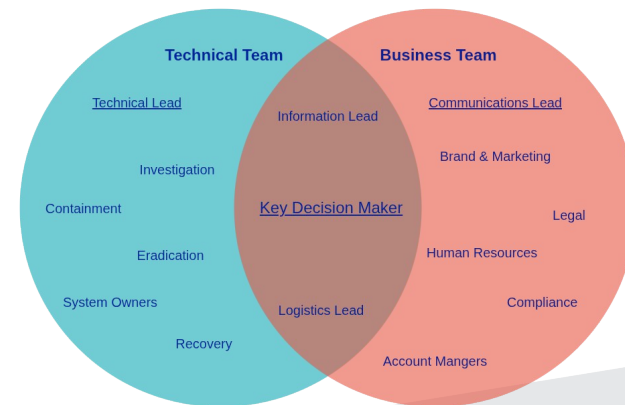 Technical Team
Business Team
Technical Lead
Communications Lead
Information Lead
Brand & Marketing
Investigation
Containment
Key Decision Maker
Legal
Eradication
Human Resources
System Owners
Logistics Lead
Compliance
Recovery
Account Mangers